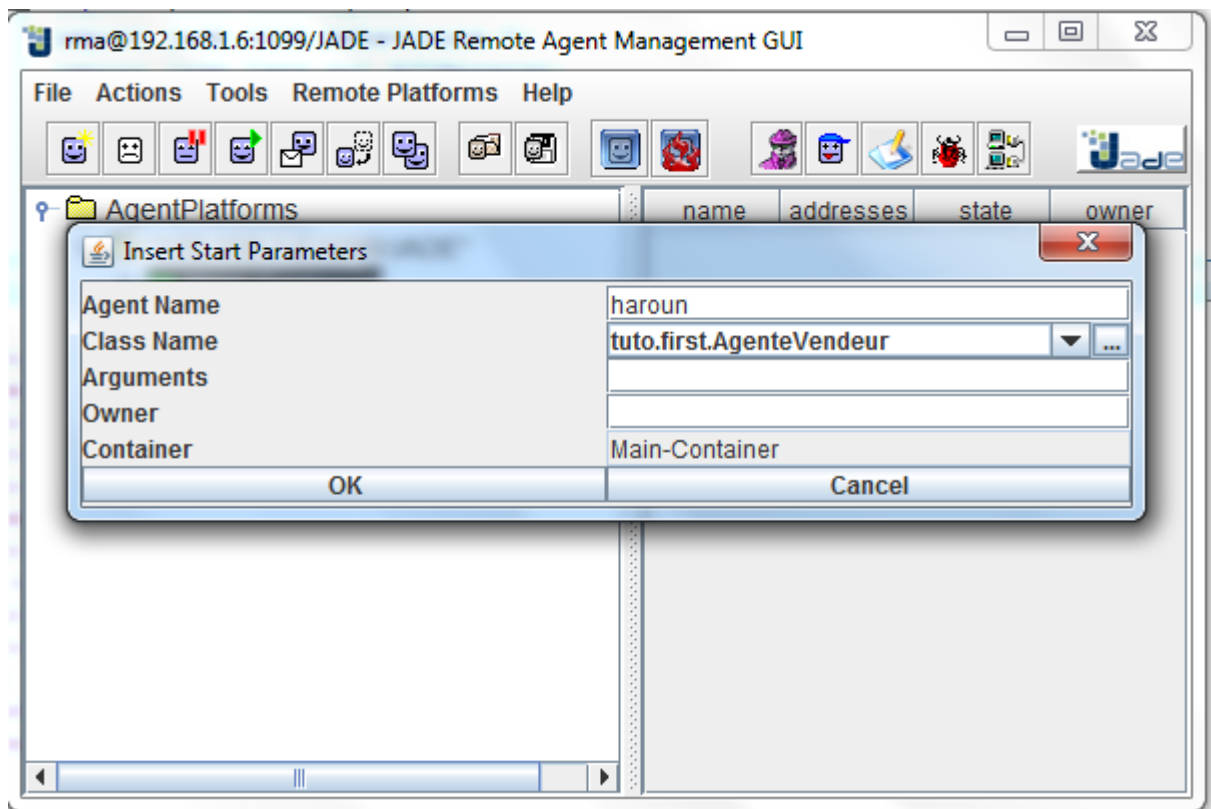 rma@192.168.1.6:1099/JADE - JADE Remote Agent Management GUI
File Actions Tools Remote Platforms Help
Jade
AgentPlatforms
name addresses state owner
Insert Start Parameters
Agent Name haroun
Class Name tuto.first.AgenteVendeur ...
Arguments
Owner
Container Main-Container
OK Cancel